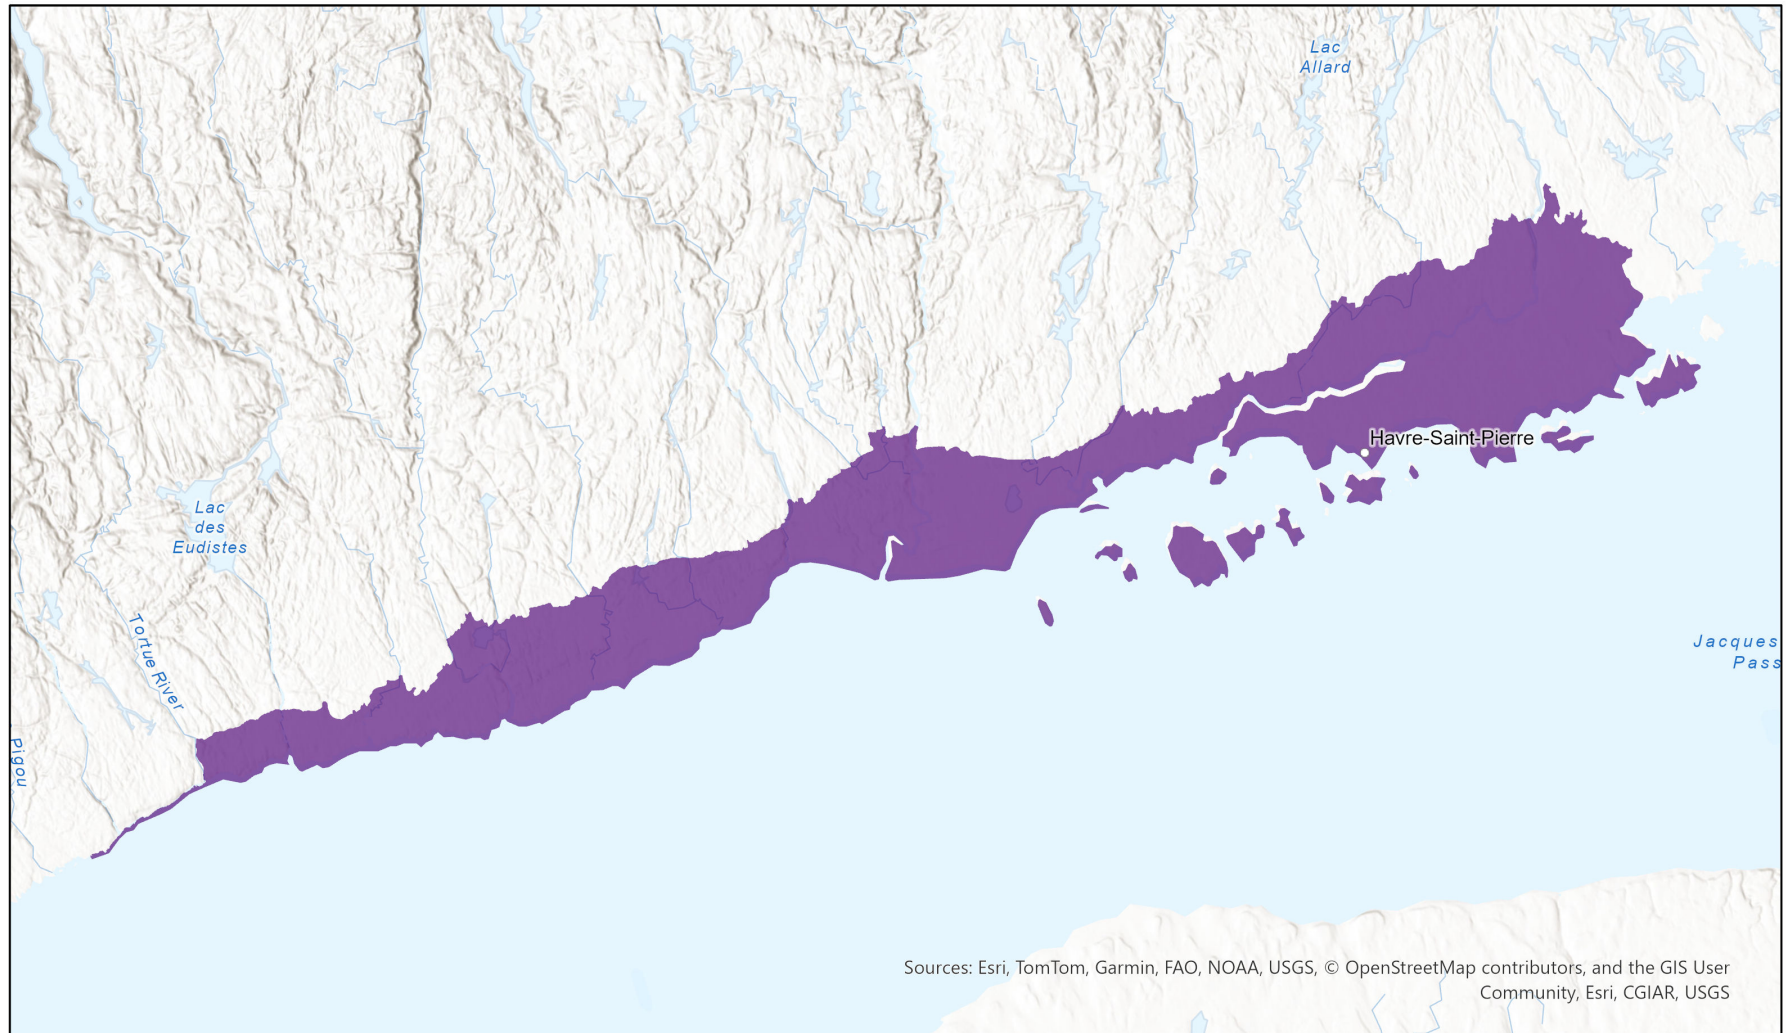 Lac
Allard
Havre-Saint-Pierre
Lac
des
Eudistes
Tortue River
Jacques
Pass
Pigou
Sources: Esri, TomTom, Garmin, FAO, NOAA, USGS, © OpenStreetMap contributors, and the GIS User
Community, Esri, CGIAR, USGS